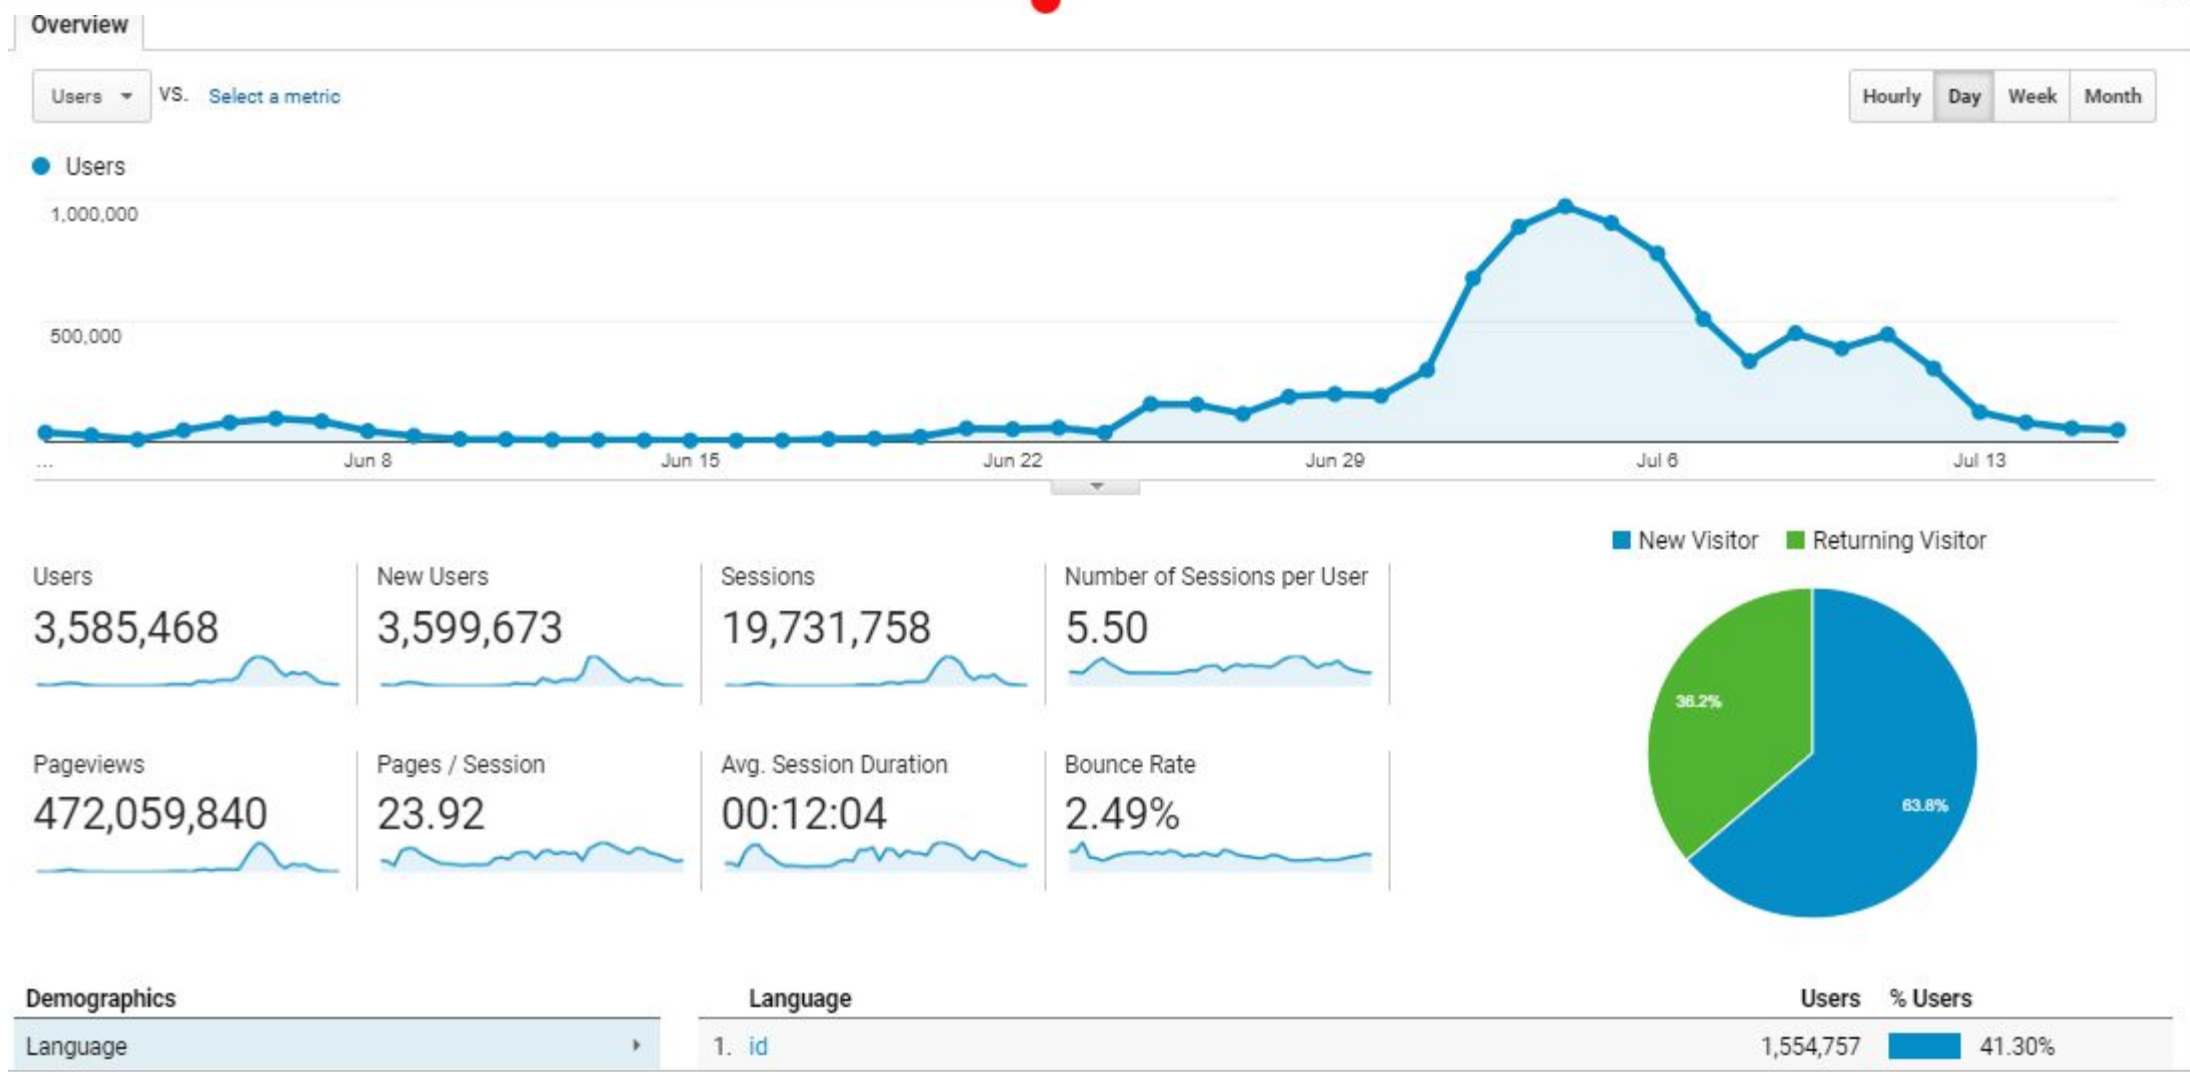 Overview
Users VS. Select a metric
Hourly Day Week Month
Users
1,000,000
500,000
... Jun 8 Jun 15 Jun 22 Jun 29 Jul 6 Jul 13
New Visitor Returning Visitor
Users New Users Sessions Number of Sessions per User
3,585,468 3,599,673 19,731,758 5.50
36.2%
63.8%
Pageviews Pages / Session Avg. Session Duration Bounce Rate
472,059,840 23.92 00:12:04 2.49%
Demographics Language Users % Users
Language 1. id 1,554,757 41.30%